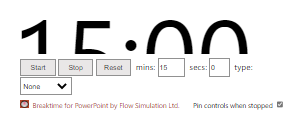 15:00
Start Stop Reset mins: 15 secs: 0 type:
None
Breaktime for PowerPoint by Flow Simulation Ltd. Pin controls when stopped